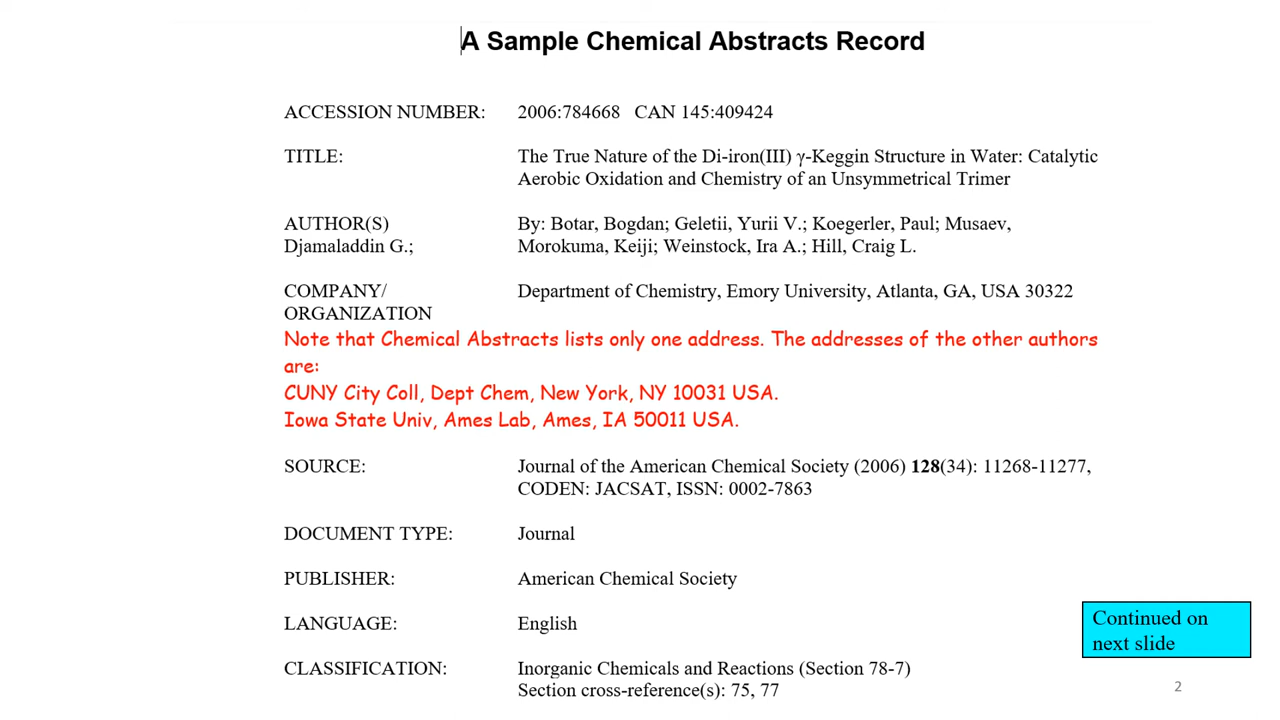 A Sample Chemical Abstracts Record
ACCESSION NUMBER: 2006:784668 CAN 145:409424
TITLE: The True Nature of the Di-iron(III) γ-Keggin Structure in Water: Catalytic
Aerobic Oxidation and Chemistry of an Unsymmetrical Trimer
AUTHOR(S) By: Botar, Bogdan; Geletii, Yurii V.; Koegerler, Paul; Musaev,
Djamaladdin G.; Morokuma, Keiji; Weinstock, Ira A.; Hill, Craig L.
COMPANY/ Department of Chemistry, Emory University, Atlanta, GA, USA 30322
ORGANIZATION
Note that Chemical Abstracts lists only one address. The addresses of the other authors
are:
CUNY City Coll, Dept Chem, New York, NY 10031 USA.
Iowa State Univ, Ames Lab, Ames, IA 50011 USA.
SOURCE: Journal of the American Chemical Society (2006) 128(34): 11268-11277,
CODEN: JACSAT, ISSN: 0002-7863
DOCUMENT TYPE: Journal
PUBLISHER: American Chemical Society
LANGUAGE: English
CLASSIFICATION: Inorganic Chemicals and Reactions (Section 78-7)
Section cross-reference(s): 75, 77
Continued on
next slide
2